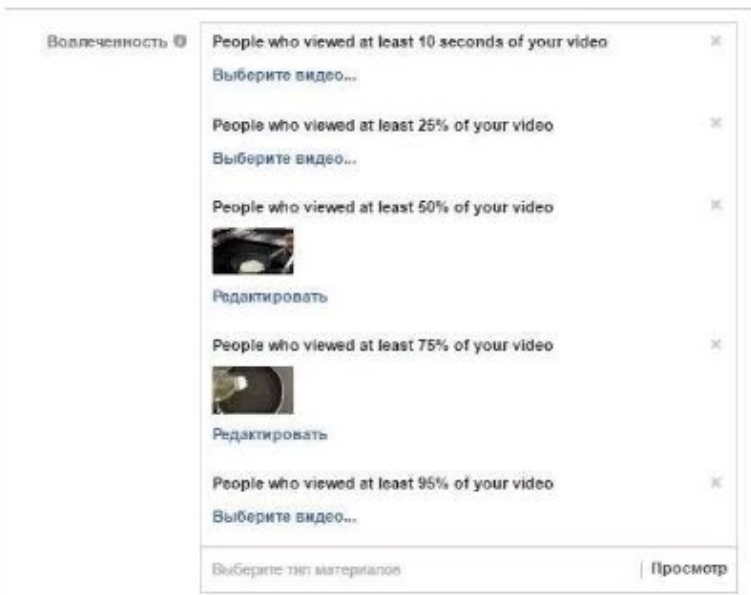 Вовлеченность
People who viewed at least 10 seconds of your video
Выберите видео...
People who viewed at least 25% of your video
Выберите видео...
People who viewed at least 50% of your video
Редактировать
People who viewed at least 75% of your video
Редактировать
People who viewed at least 95% of your video
Выберите видео...
Выберите тип материалов | Просмотр